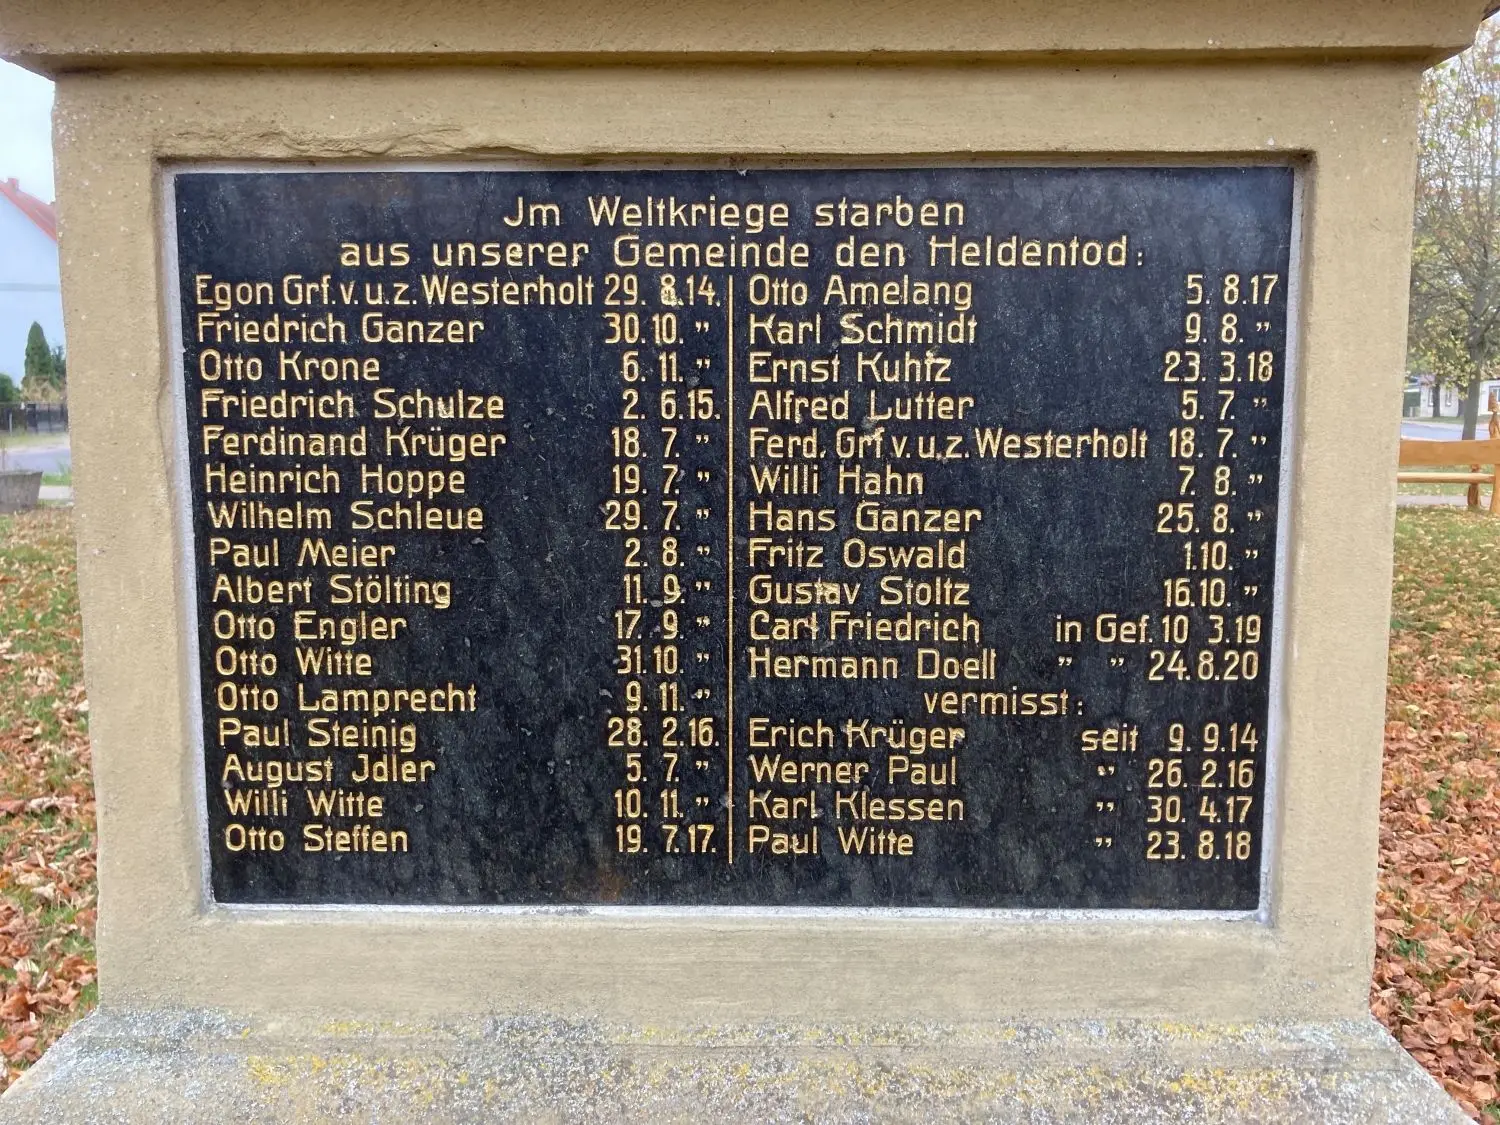 Jm Weltkriege starben
aus unserer Gemeinde den Heldentod:
Egon Grf. v. u. z. Westerholt 29. 8. 14.
Friedrich Ganzer 30. 10. "
Otto Krone 6. 11. "
Friedrich Schulze 2. 6. 15.
Ferdinand Krüger 18. 7. "
Heinrich Hoppe 19. 7. "
Wilhelm Schleue 29. 7. "
Paul Meier 2. 8. "
Albert Stölting 11. 9. "
Otto Engler 17. 9. "
Otto Witte 31. 10. "
Otto Lamprecht 9. 11. "
Paul Steinig 28. 2. 16.
August Jdler 5. 7. "
Willi Witte 10. 11. "
Otto Steffen 19. 7. 17.
Otto Amelang 5. 8. 17
Karl Schmidt 9. 8. "
Ernst Kuhtz 23. 3. 18
Alfred Lutter 5. 7. "
Ferd. Grf v. u. z. Westerholt 18. 7. "
Willi Hahn 7. 8. "
Hans Ganzer 25. 8. "
Fritz Oswald 1. 10. "
Gustav Stoltz 16. 10. "
Carl Friedrich in Gef. 10 3. 19
Hermann Doell " " 24. 8. 20
vermisst:
Erich Krüger seit 9. 9. 14
Werner Paul " 26. 2. 16
Karl Klessen " 30. 4. 17
Paul Witte " 23. 8. 18